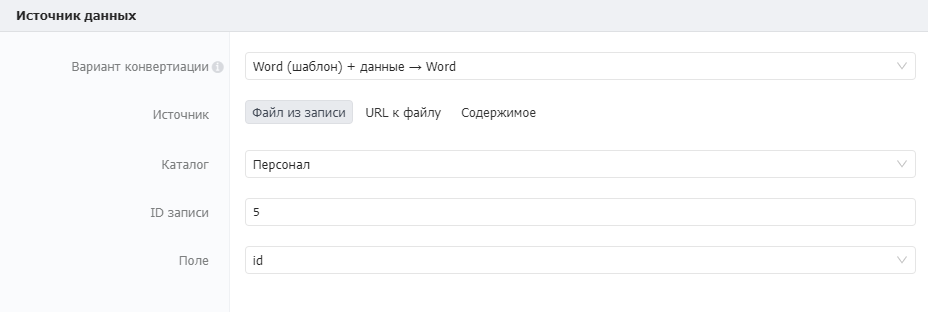 Источник данных
Вариант конвертиации
Word (шаблон) + данные → Word
Источник
Файл из записи URL к файлу Содержимое
Каталог
Персонал
ID записи
5
Поле
id